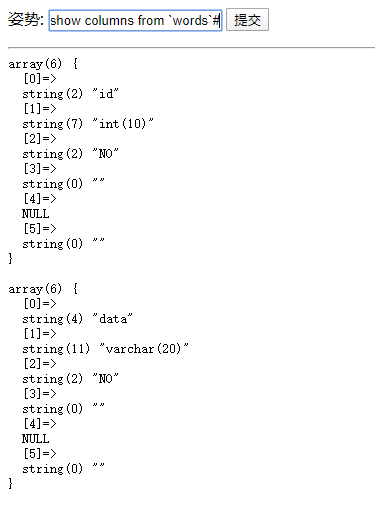 姿势: show columns from `words`# 提交
array(6) {
  [0]=>
  string(2) "id"
  [1]=>
  string(7) "int(10)"
  [2]=>
  string(2) "NO"
  [3]=>
  string(0) ""
  [4]=>
  NULL
  [5]=>
  string(0) ""
}
array(6) {
  [0]=>
  string(4) "data"
  [1]=>
  string(11) "varchar(20)"
  [2]=>
  string(2) "NO"
  [3]=>
  string(0) ""
  [4]=>
  NULL
  [5]=>
  string(0) ""
}